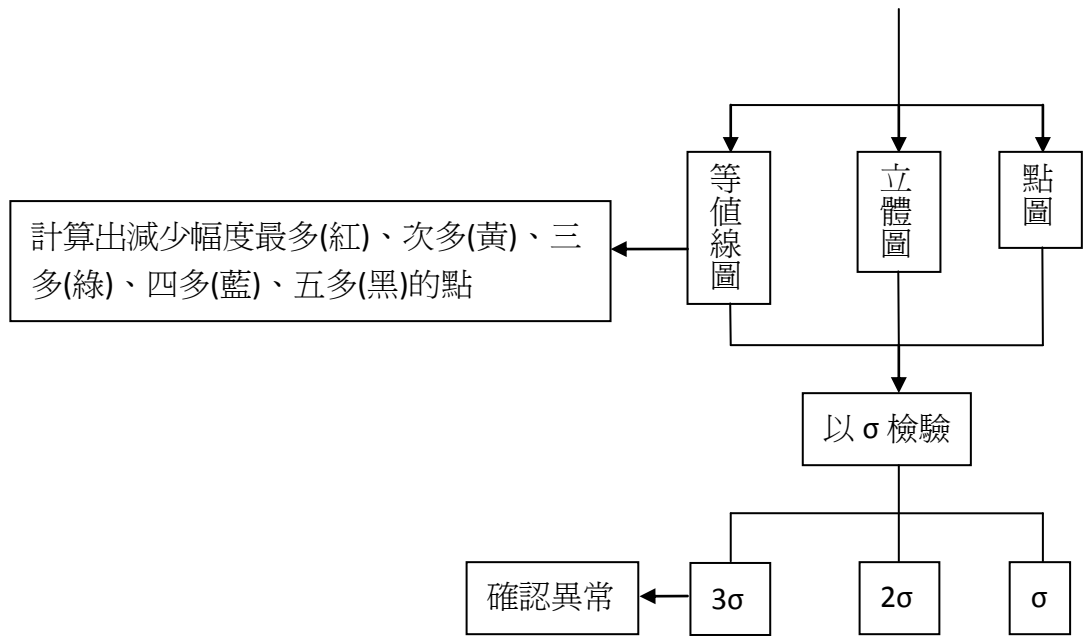 等值線圖
立體圖
點圖
計算出減少幅度最多(紅)、次多(黃)、三
多(綠)、四多(藍)、五多(黑)的點
以 σ 檢驗
確認異常
3σ
2σ
σ